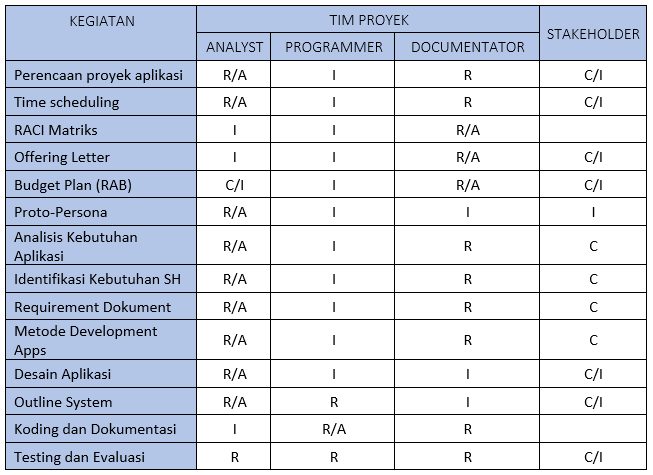 KEGIATAN TIM PROYEK STAKEHOLDER
ANALYST PROGRAMMER DOCUMENTATOR
Perencaan proyek aplikasi R/A I R C/I
Time scheduling R/A I R C/I
RACI Matriks I I R/A
Offering Letter I I R/A C/I
Budget Plan (RAB) C/I I R/A C/I
Proto-Persona R/A I I I
Analisis Kebutuhan
Aplikasi R/A I R C
Identifikasi Kebutuhan SH R/A I R C
Requirement Dokument R/A I R C
Metode Development
Apps R/A I R C
Desain Aplikasi R/A I I C/I
Outline System R/A R I C/I
Koding dan Dokumentasi I R/A R
Testing dan Evaluasi R R R C/I